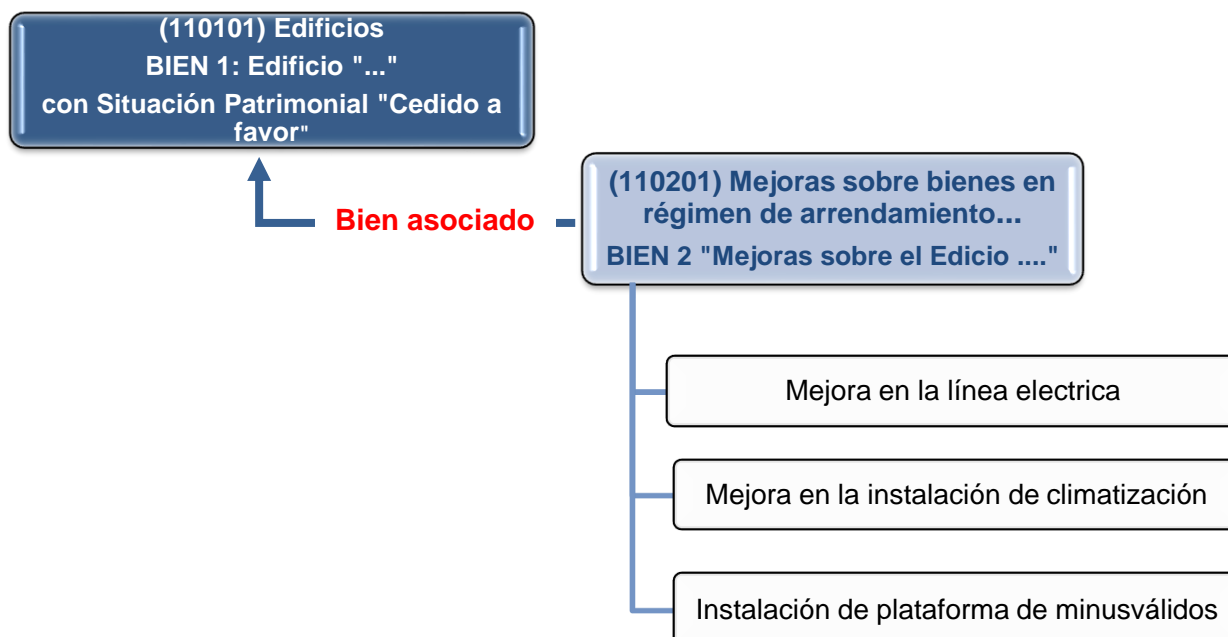 (110101) Edificios
BIEN 1: Edificio "..."
con Situación Patrimonial "Cedido a
favor"
Bien asociado
(110201) Mejoras sobre bienes en
régimen de arrendamiento...
BIEN 2 "Mejoras sobre el Edicio ...."
Mejora en la línea electrica
Mejora en la instalación de climatización
Instalación de plataforma de minusválidos